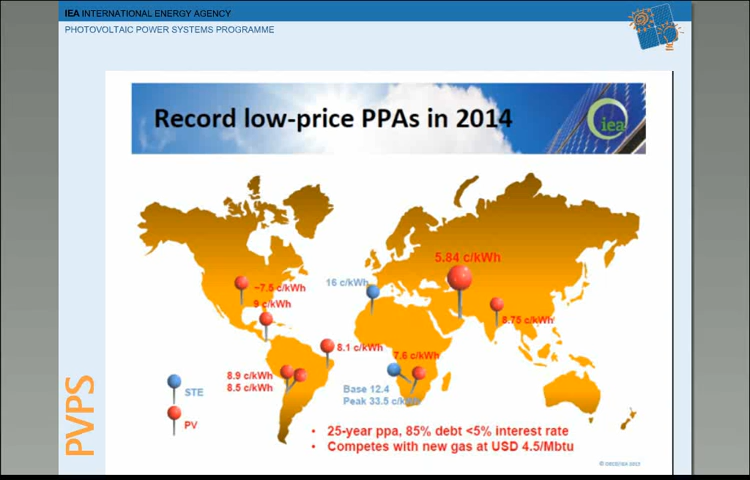 IEA INTERNATIONAL ENERGY AGENCY
PHOTOVOLTAIC POWER SYSTEMS PROGRAMME
Record low-price PPAs in 2014
iea
5.84 c/kWh
~7.5 c/kWh
16 c/kWh
9 c/kWh
8.75 c/kWh
8.1 c/kWh
7.6 c/kWh
8.9 c/kWh
8.5 c/kWh
Base 12.4
Peak 33.5 c/kWh
STE
PV
PVPS
• 25-year ppa, 85% debt <5% interest rate
• Competes with new gas at USD 4.5/Mbtu